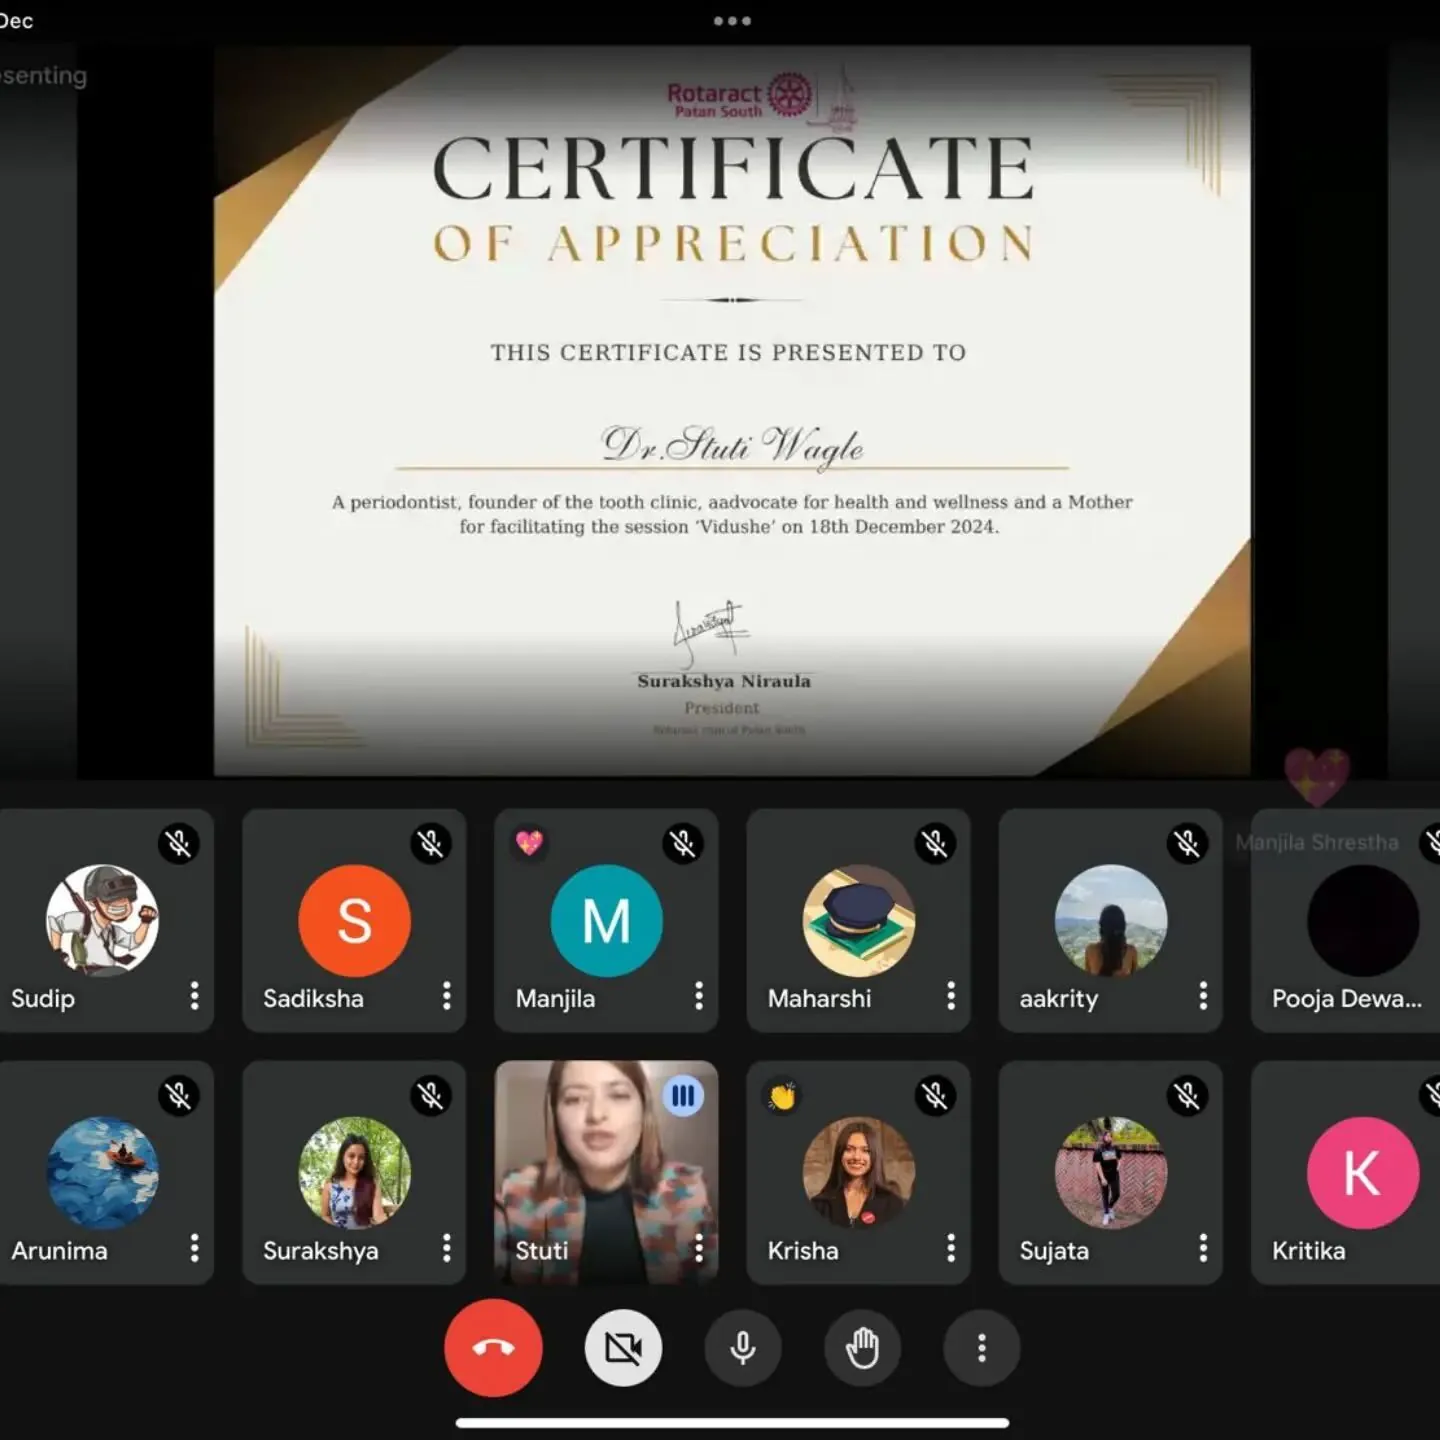 Dec
senting
Rotaract
Patan South
CERTIFICATE
OF APPRECIATION
THIS CERTIFICATE IS PRESENTED TO
Dr.Stuti Wagle
A periodontist, founder of the tooth clinic, aadvocate for health and wellness and a Mother
for facilitating the session ‘Vidushe’ on 18th December 2024.
Surakshya Niraula
President
Manjila Shrestha
Sudip
S
Sadiksha
M
Manjila
Maharshi
aakrity
Pooja Dewa...
Arunima
Surakshya
Stuti
Krisha
Sujata
K
Kritika